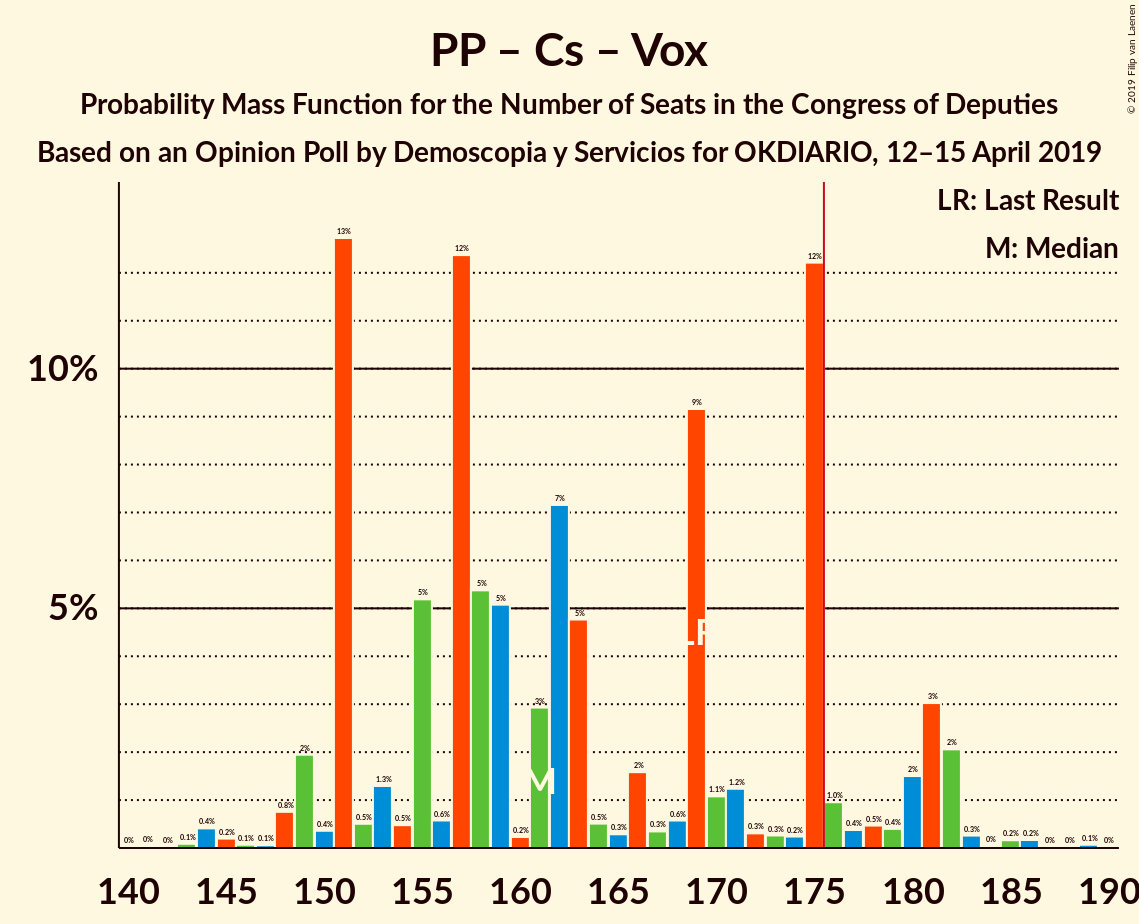 PP – Cs – Vox
Probability Mass Function for the Number of Seats in the Congress of Deputies
Based on an Opinion Poll by Demoscopia y Servicios for OKDIARIO, 12–15 April 2019
© 2019 Filip van Laenen
LR: Last Result
M: Median
10%
5%
0% 0% 0% 0.1% 0.4% 0.2% 0.1% 0.1% 0.8% 2% 0.4% 13% 0.5% 1.3% 0.5% 5% 0.6% 12% 5% 5% 0.2% 3% 7% 5% 0.5% 0.3% 2% 0.3% 0.6% 9% 1.1% 1.2% 0.3% 0.3% 0.2% 12% 1.0% 0.4% 0.5% 0.4% 2% 3% 2% 0.3% 0% 0.2% 0.2% 0% 0% 0.1% 0%
LR
M
140 145 150 155 160 165 170 175 180 185 190